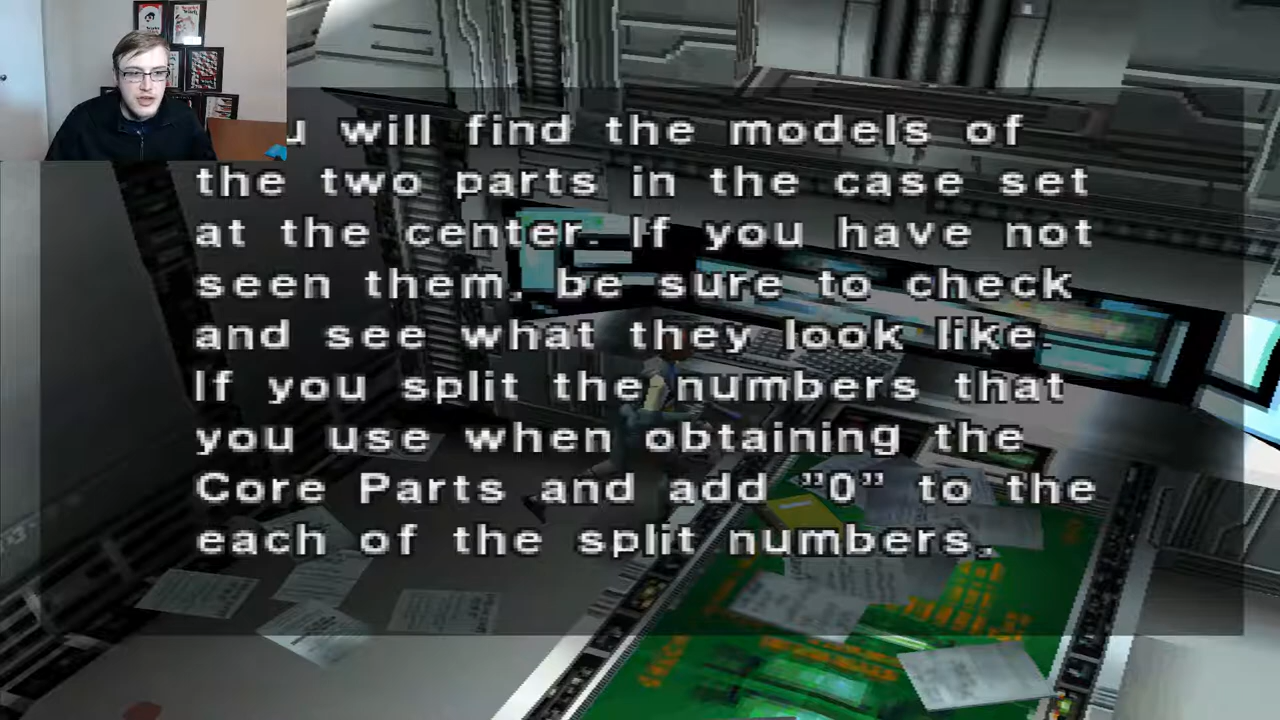 will find the models of
the two parts in the case set
at the center. If you have not
seen them, be sure to check
and see what they look like.
If you split the numbers that
you use when obtaining the
Core Parts and add ”0” to the
each of the split numbers.